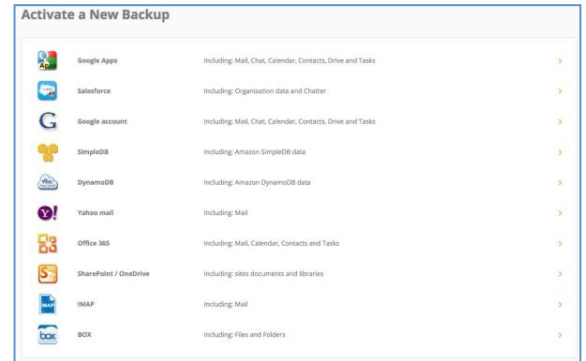 Activate a New Backup
Apps Google Apps Including: Mail, Chat, Calendar, Contacts, Drive and Tasks
Salesforce Including: Organization data and Chatter
G Google account Including: Mail, Chat, Calendar, Contacts, Drive and Tasks
SimpleDB Including: Amazon SimpleDB data
DynamoDB Including: Amazon DynamoDB data
Y! Yahoo mail Including: Mail
Office 365 Including: Mail, Calendar, Contacts and Tasks
S SharePoint / OneDrive Including: sites documents and libraries
IMAP IMAP Including: Mail
box BOX Including: Files and Folders